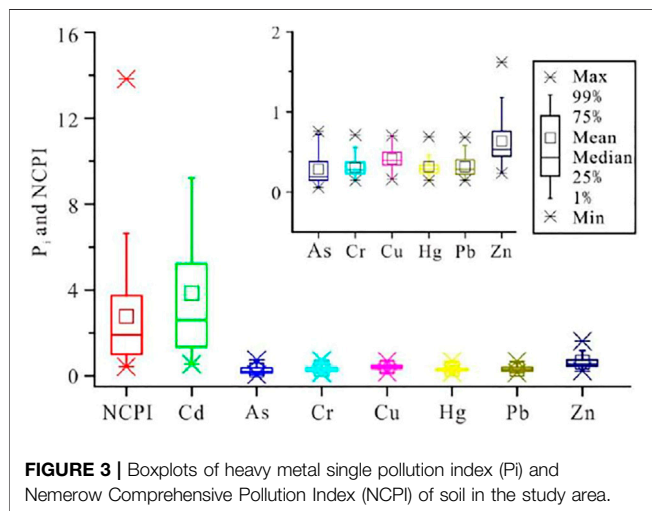 16
12
8
4
0
Pi and NCPI
NCPI Cd As Cr Cu Hg Pb Zn
2
1
0
As Cr Cu Hg Pb Zn
Max
99%
75%
Mean
Median
25%
1%
Min
FIGURE 3 | Boxplots of heavy metal single pollution index (Pi) and
Nemerow Comprehensive Pollution Index (NCPI) of soil in the study area.